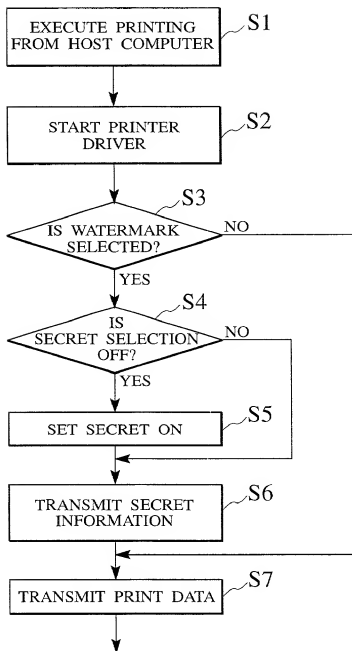 EXECUTE PRINTING
FROM HOST COMPUTER
S1
START PRINTER
DRIVER
S2
S3
IS WATERMARK
SELECTED?
NO
YES
S4
IS
SECRET SELECTION
OFF?
NO
YES
SET SECRET ON
S5
TRANSMIT SECRET
INFORMATION
S6
TRANSMIT PRINT DATA
S7